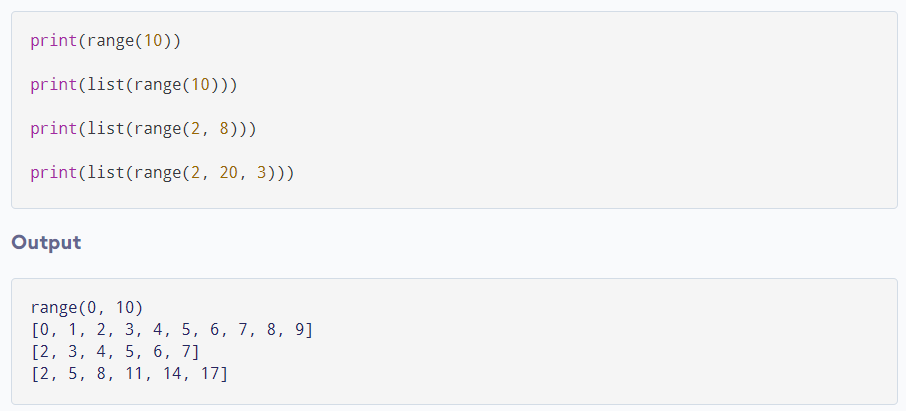 print(range(10))
print(list(range(10)))
print(list(range(2, 8)))
print(list(range(2, 20, 3)))
Output
range(0, 10)
[0, 1, 2, 3, 4, 5, 6, 7, 8, 9]
[2, 3, 4, 5, 6, 7]
[2, 5, 8, 11, 14, 17]